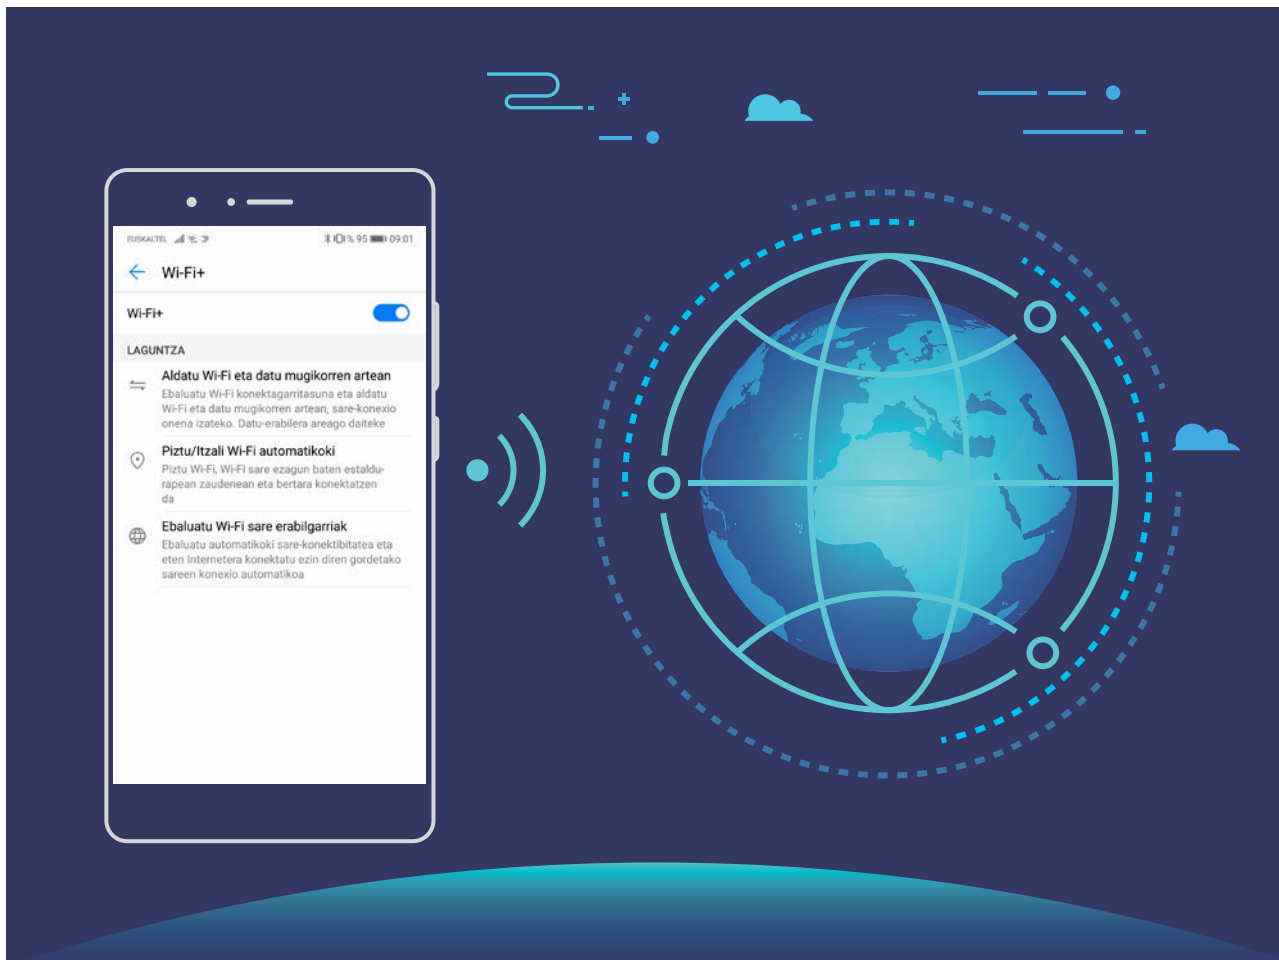 EUSKALTEL % 95 09:01
Wi-Fi+
Wi-Fi+
LAGUNTZA
Aldatu Wi-Fi eta datu mugikorren artean
Ebaluatu Wi-Fi konektagarritasuna eta aldatu
Wi-Fi eta datu mugikorren artean, sare-konexio
onena izateko. Datu-erabilera areago daiteke
Piztu/Itzali Wi-Fi automatikoki
Piztu Wi-Fi, Wi-Fi sare ezagun baten estaldu-
rapean zaudenean eta bertara konektatzen
da
Ebaluatu Wi-Fi sare erabilgarriak
Ebaluatu automatikoki sare-konektibitatea eta
eten Internetera konektatu ezin diren gordetako
sareen konexio automatikoa